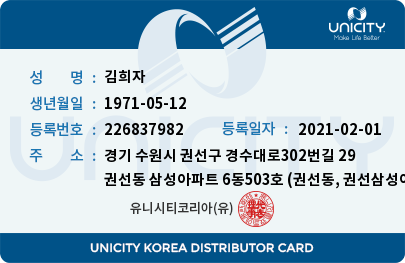 UNICITY
Make Life Better
성 명 : 김희자
생년월일 : 1971-05-12
등록번호 : 226837982 등록일자 : 2021-02-01
주 소 : 경기 수원시 권선구 경수대로302번길 29
권선동 삼성아파트 6동503호 (권선동, 권선삼성아
유니시티코리아(유)
UNICITY
UNICITY KOREA DISTRIBUTOR CARD